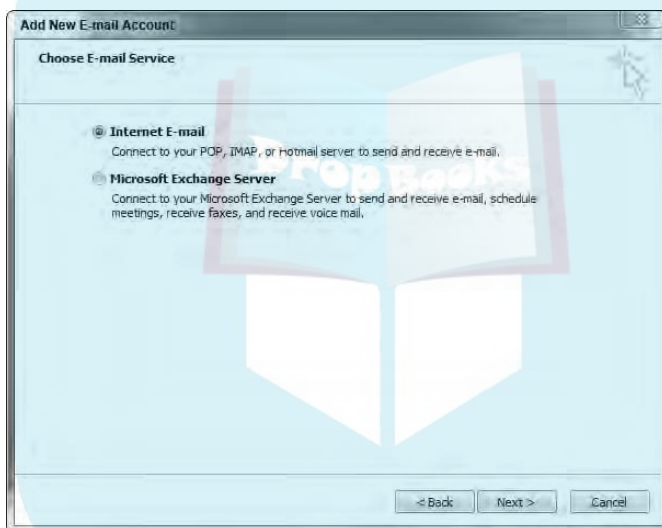 Add New E-mail Account
Choose E-mail Service
Internet E-mail
Connect to your POP, IMAP, or Hotmail server to send and receive e-mail.
Microsoft Exchange Server
Connect to your Microsoft Exchange Server to send and receive e-mail, schedule
meetings, receive faxes, and receive voice mail.
Drop Books
< Back
Next >
Cancel